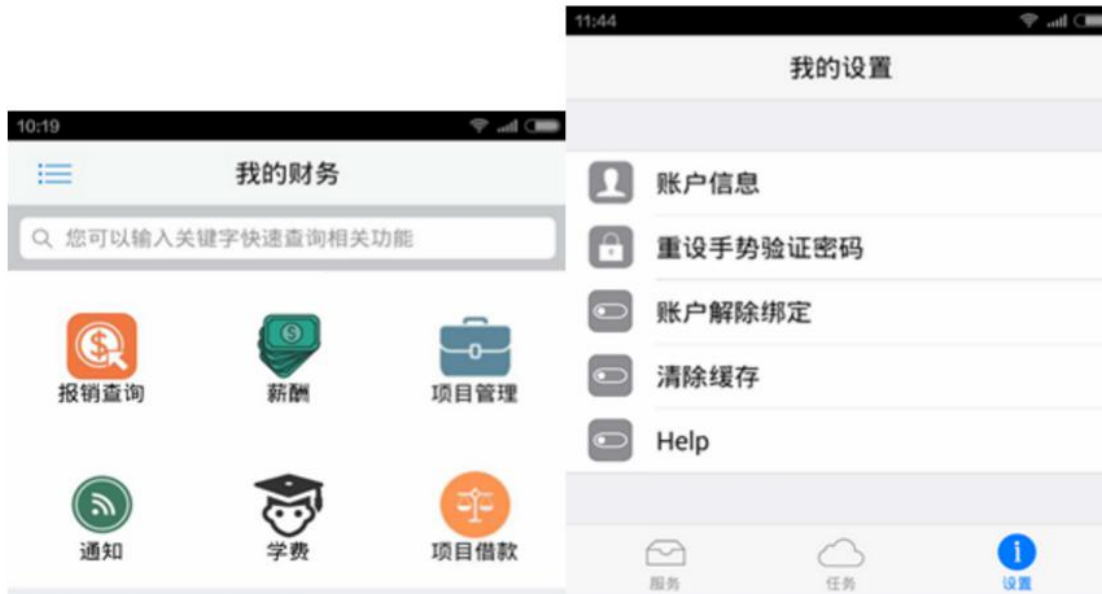 10:19
我的财务
您可以输入关键字快速查询相关功能
报销查询
薪酬
项目管理
通知
学费
项目借款
11:44
我的设置
账户信息
重设手势验证密码
账户解除绑定
清除缓存
Help
服务
任务
设置